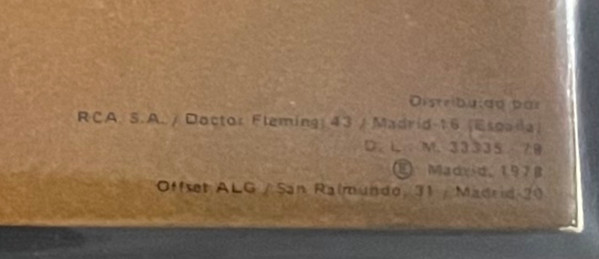 Distribuido por
RCA. S.A. / Doctor Fleming, 43 / Madrid-16 (España)
D. L. M. 33335 - 78
Ⓔ Madrid, 1978
Offset ALG / San Raimundo, 31 / Madrid-20